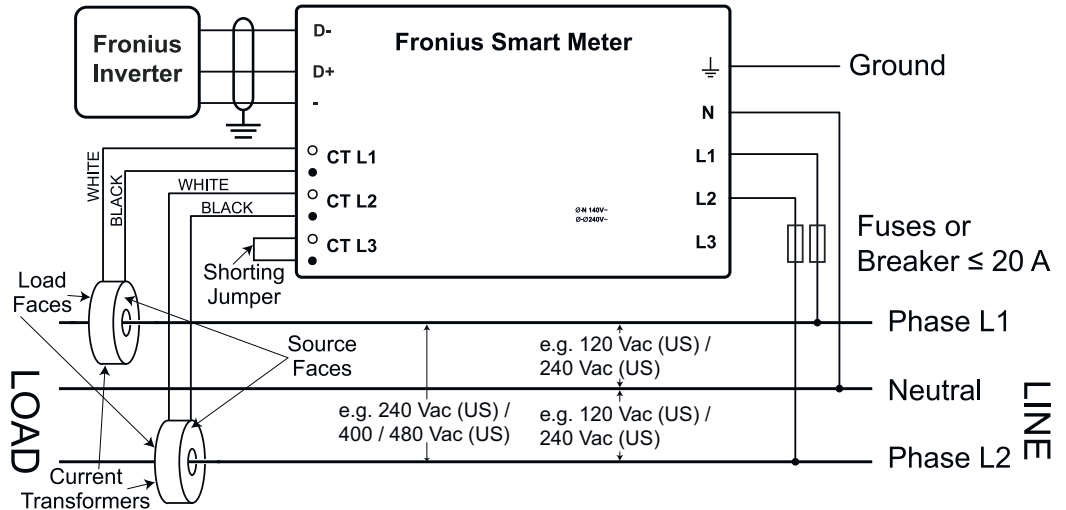 Fronius
Inverter
D-
D+
-
Fronius Smart Meter
Ground
N
L1
L2
L3
CT L1
CT L2
CT L3
WHITE
BLACK
WHITE
BLACK
Ø-N 140V~
Ø-Ø240V~
Shorting
Jumper
Fuses or
Breaker ≤ 20 A
Load
Faces
Source
Faces
Phase L1
e.g. 120 Vac (US) /
240 Vac (US)
Neutral
e.g. 240 Vac (US) /
400 / 480 Vac (US)
e.g. 120 Vac (US) /
240 Vac (US)
Phase L2
LOAD
LINE
Current
Transformers